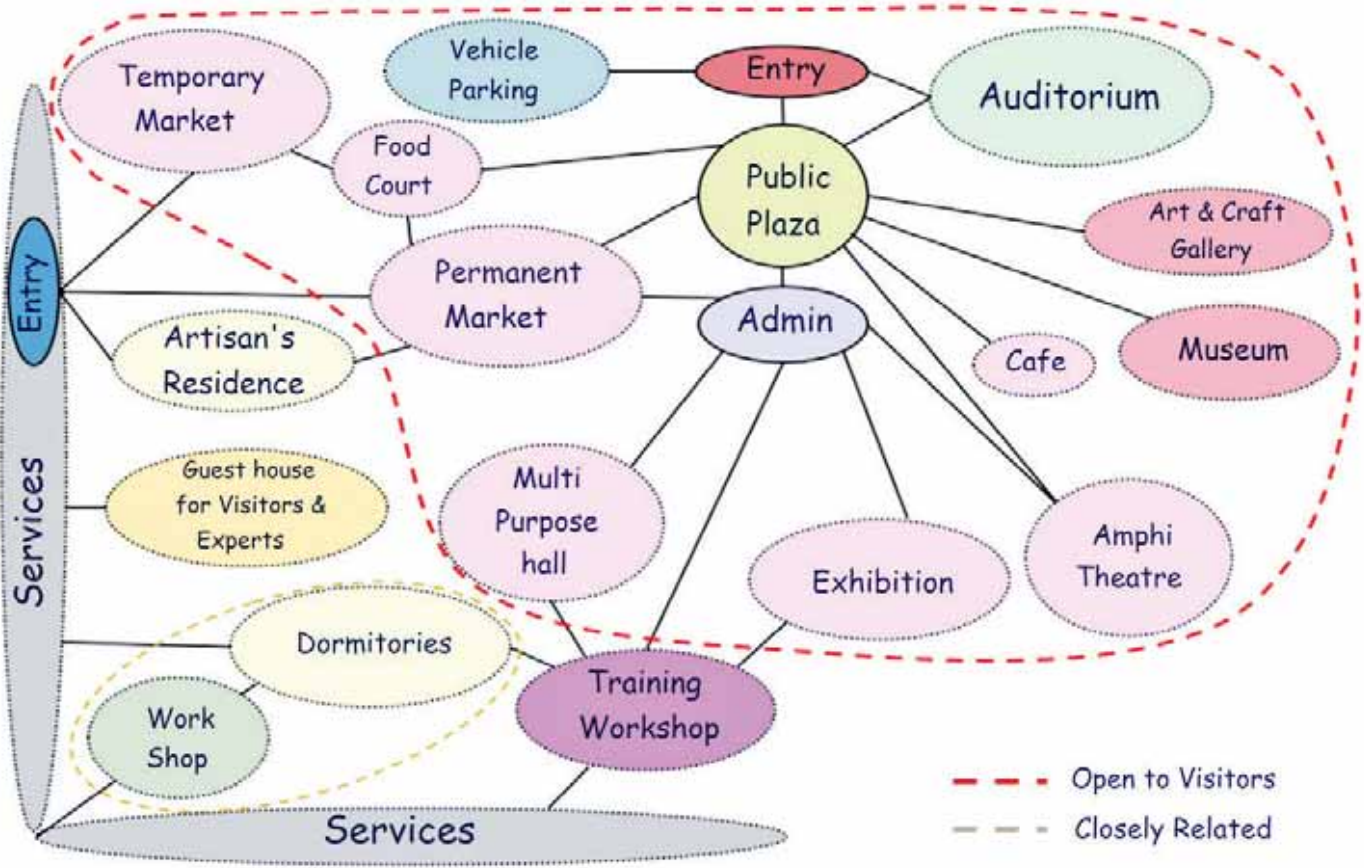 Temporary
Market
Vehicle
Parking
Entry
Auditorium
Food
Court
Public
Plaza
Art & Craft
Gallery
Entry
Permanent
Market
Admin
Artisan's
Residence
Cafe
Museum
Guest house
for Visitors &
Experts
Multi
Purpose
hall
Exhibition
Amphi
Theatre
Services
Dormitories
Training
Workshop
Work
Shop
Services
Open to Visitors
Closely Related